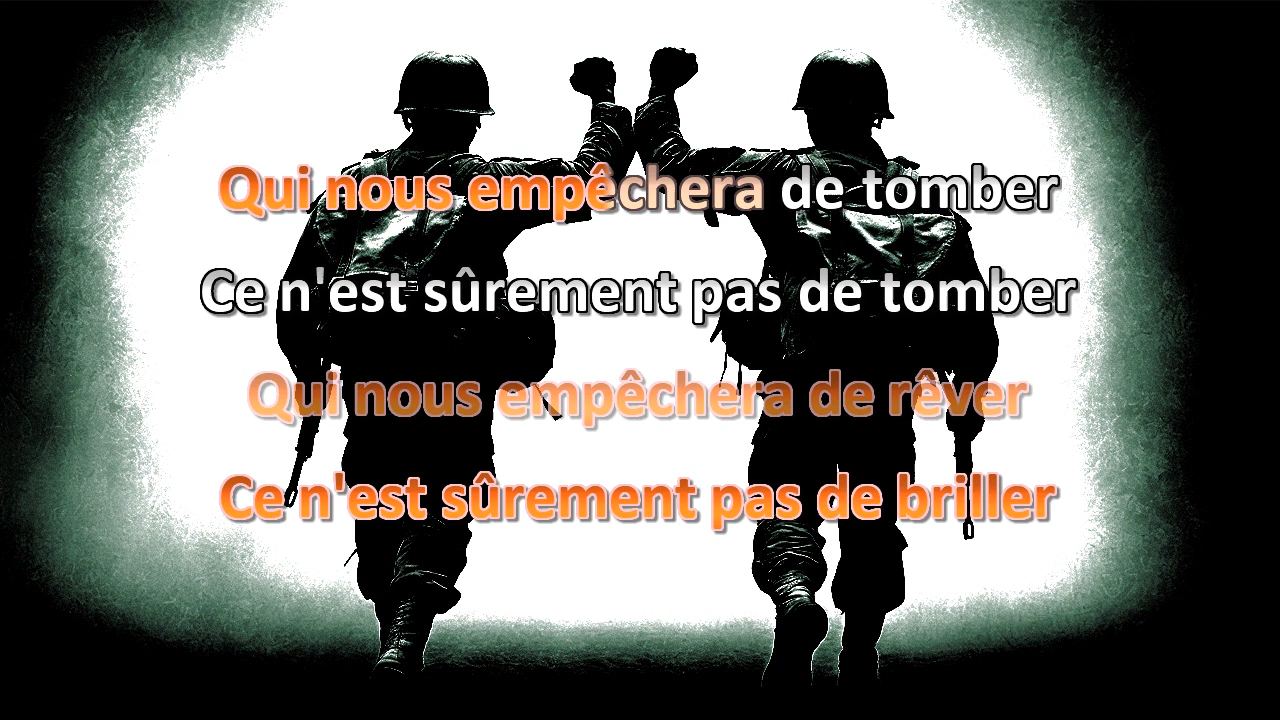 Qui nous empêchera de tomber
Ce n'est sûrement pas de tomber
Qui nous empêchera de rêver
Ce n'est sûrement pas de briller